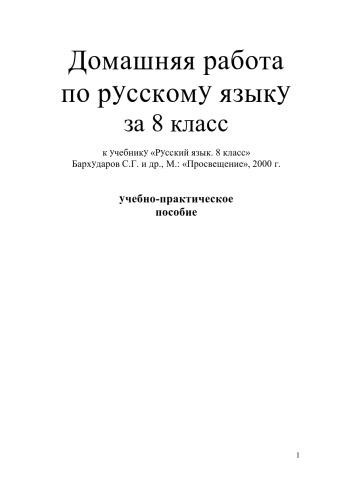 Домашняя работа
по русскому языку
за 8 класс
к учебнику «Русский язык. 8 класс»
Бархударов С.Г. и др., М.: «Просвещение», 2000 г.
учебно-практическое
пособие
1